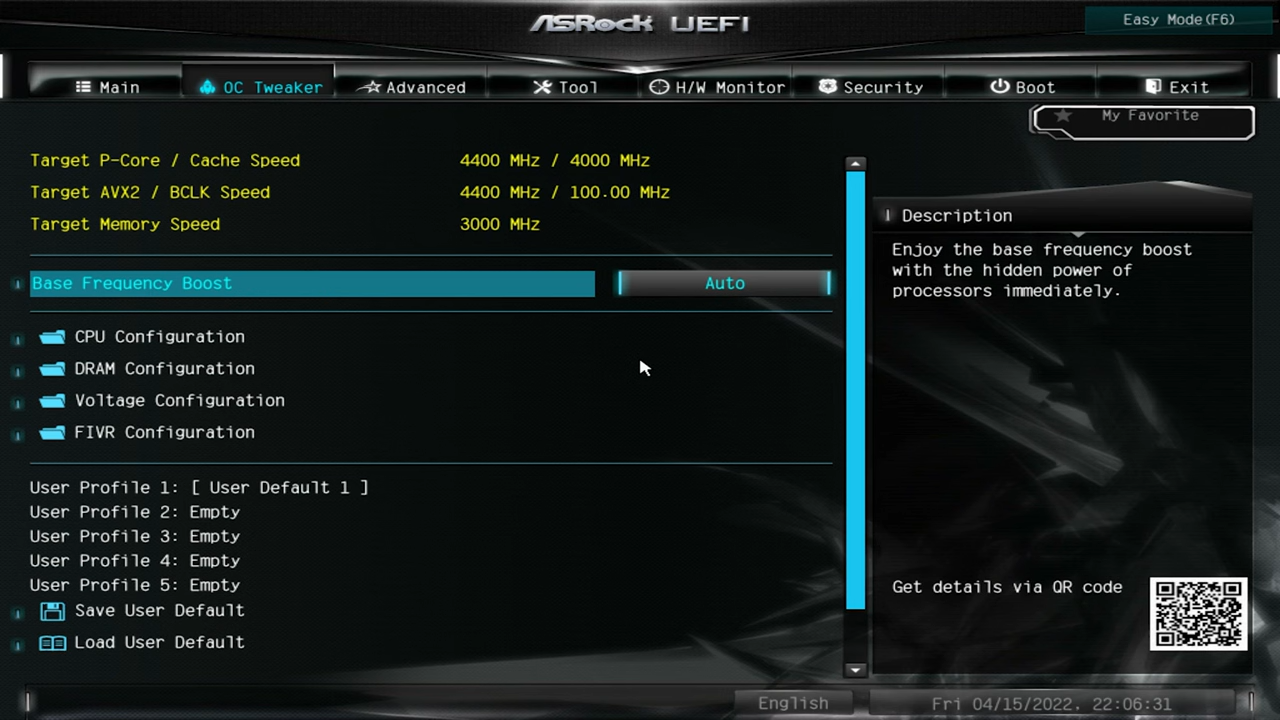 ASRock UEFI
Easy Mode(F6)
Main OC Tweaker Advanced Tool H/W Monitor Security Boot Exit
My Favorite
Target P-Core / Cache Speed 4400 MHz / 4000 MHz
Target AVX2 / BCLK Speed 4400 MHz / 100.00 MHz
Target Memory Speed 3000 MHz
Base Frequency Boost Auto
CPU Configuration
DRAM Configuration
Voltage Configuration
FIVR Configuration
User Profile 1: [ User Default 1 ]
User Profile 2: Empty
User Profile 3: Empty
User Profile 4: Empty
User Profile 5: Empty
Save User Default
Load User Default
Description
Enjoy the base frequency boost
with the hidden power of
processors immediately.
Get details via QR code
English
Fri 04/15/2022. 22:06:31